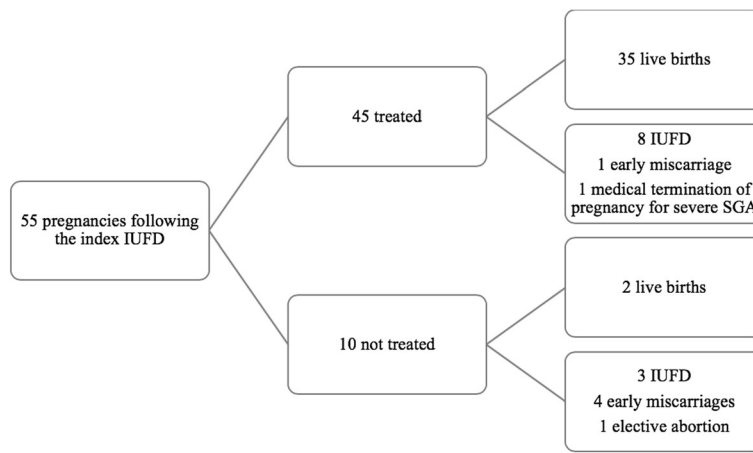 55 pregnancies following
the index IUFD
45 treated
35 live births
8 IUFD
1 early miscarriage
1 medical termination of
pregnancy for severe SGA
10 not treated
2 live births
3 IUFD
4 early miscarriages
1 elective abortion